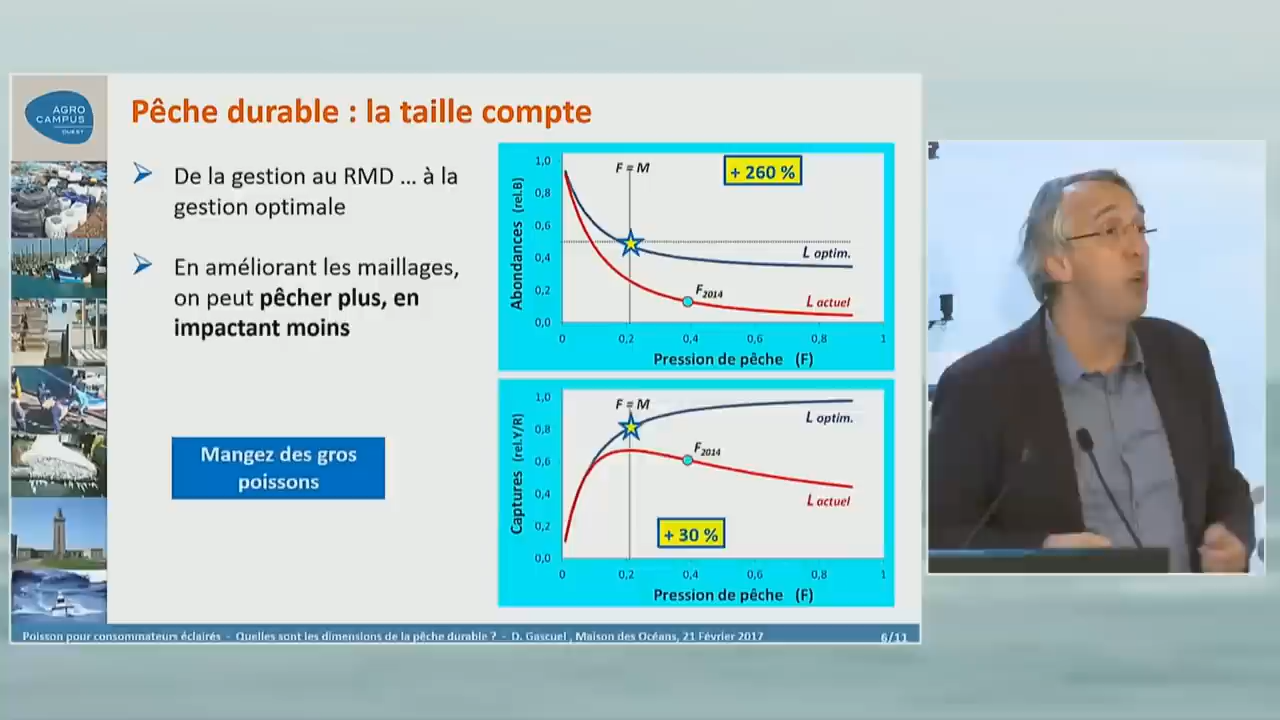 AGRO
CAMPUS
OUEST
Pêche durable : la taille compte
De la gestion au RMD ... à la
gestion optimale
En améliorant les maillages,
on peut pêcher plus, en
impactant moins
Mangez des gros
poissons
Abondances (rel.B)
1,0
0,8
0,6
0,4
0,2
0,0
F = M
+ 260 %
L optim.
F2014
L actuel
0 0,2 0,4 0,6 0,8 1
Pression de pêche (F)
Captures (rel.Y/R)
1,0
0,8
0,6
0,4
0,2
0,0
F = M
L optim.
F2014
L actuel
+ 30 %
0 0,2 0,4 0,6 0,8 1
Pression de pêche (F)
Poisson pour consommateurs éclairés - Quelles sont les dimensions de la pêche durable ? - D. Gascuel , Maison des Océans, 21 Février 2017 6/11